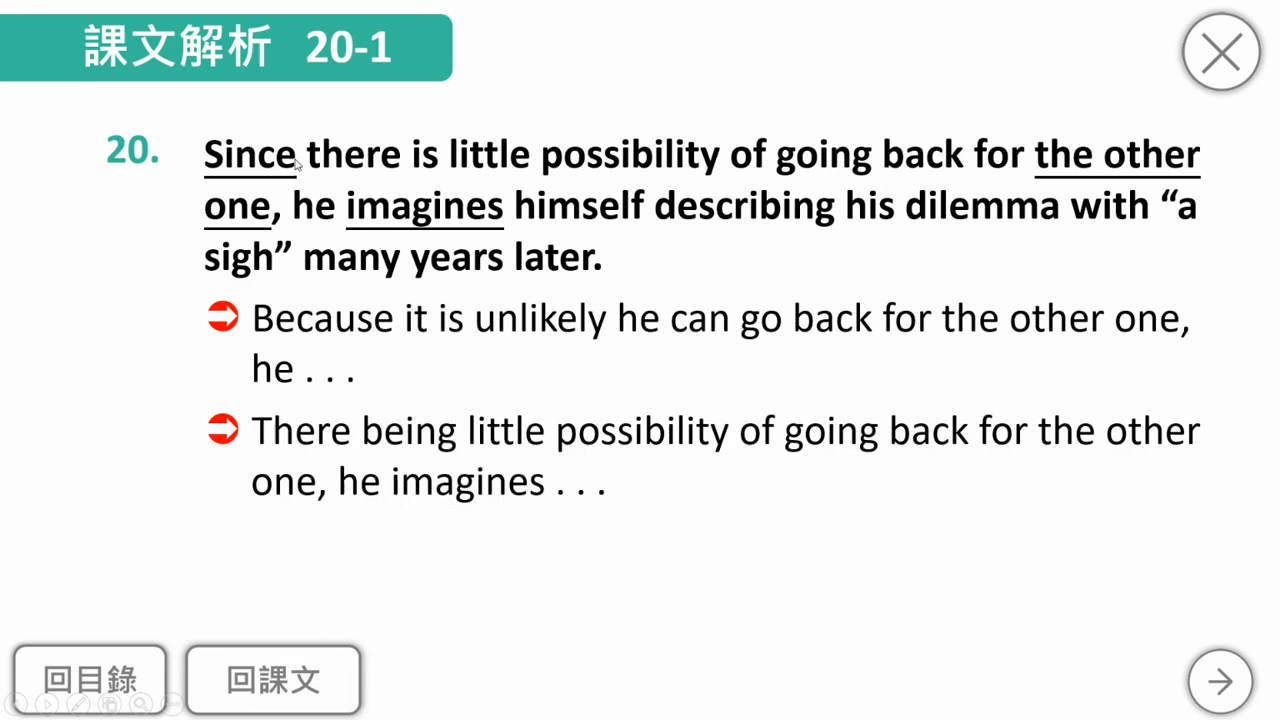 課文解析 20-1
20. Since there is little possibility of going back for the other
one, he imagines himself describing his dilemma with “a
sigh” many years later.
Because it is unlikely he can go back for the other one,
he . . .
There being little possibility of going back for the other
one, he imagines . . .
回目錄 回課文